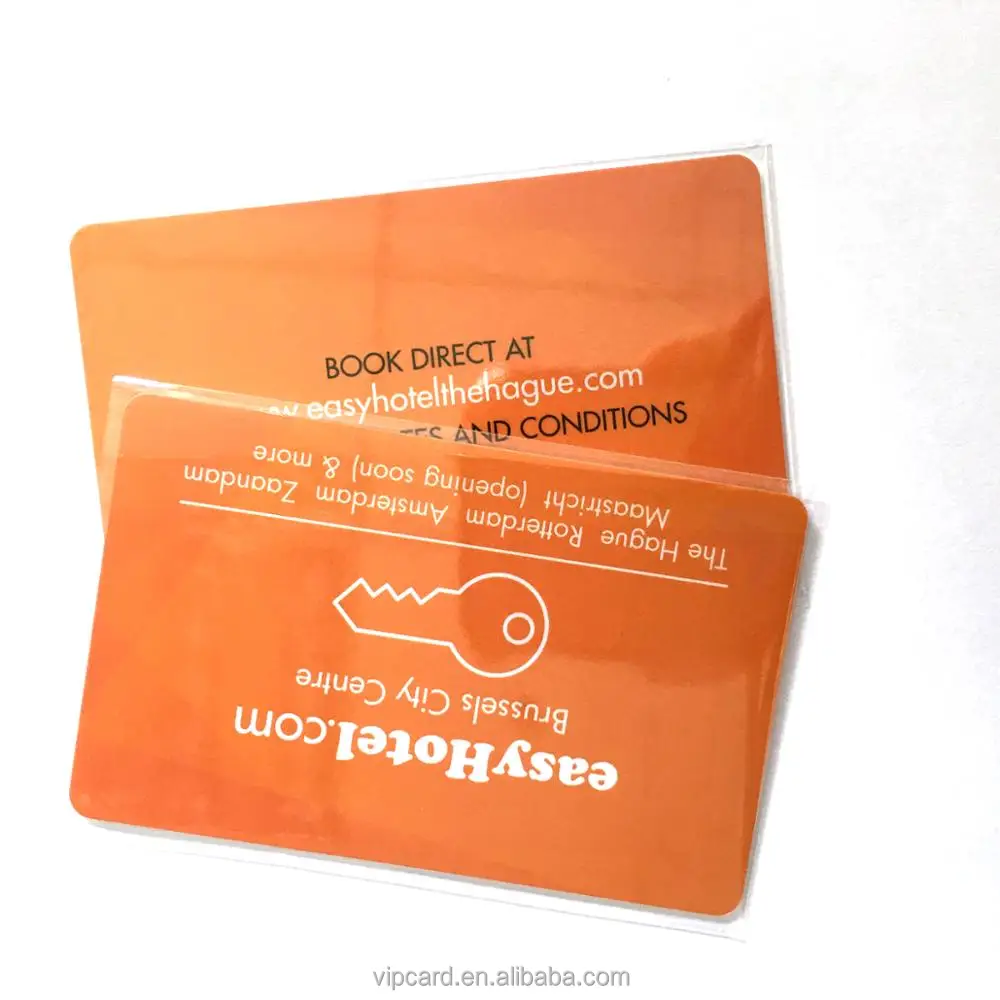 BOOK DIRECT AT
.easyhotelthehague.com
AND CONDITIONS
easyHotel.com
Brussels City Centre
The Hague Rotterdam Amsterdam Zaandam
Maastricht (opening soon) & more
vipcard.en.alibaba.com